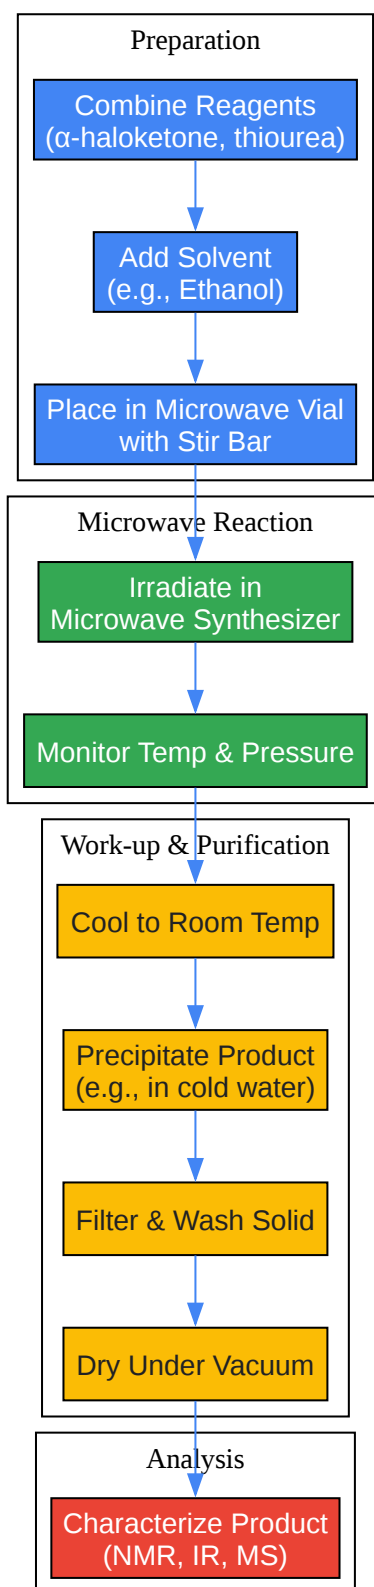 Preparation
Combine Reagents
(α-haloketone, thiourea)
Add Solvent
(e.g., Ethanol)
Place in Microwave Vial
with Stir Bar
Microwave Reaction
Irradiate in
Microwave Synthesizer
Monitor Temp & Pressure
Work-up & Purification
Cool to Room Temp
Precipitate Product
(e.g., in cold water)
Filter & Wash Solid
Dry Under Vacuum
Analysis
Characterize Product
(NMR, IR, MS)